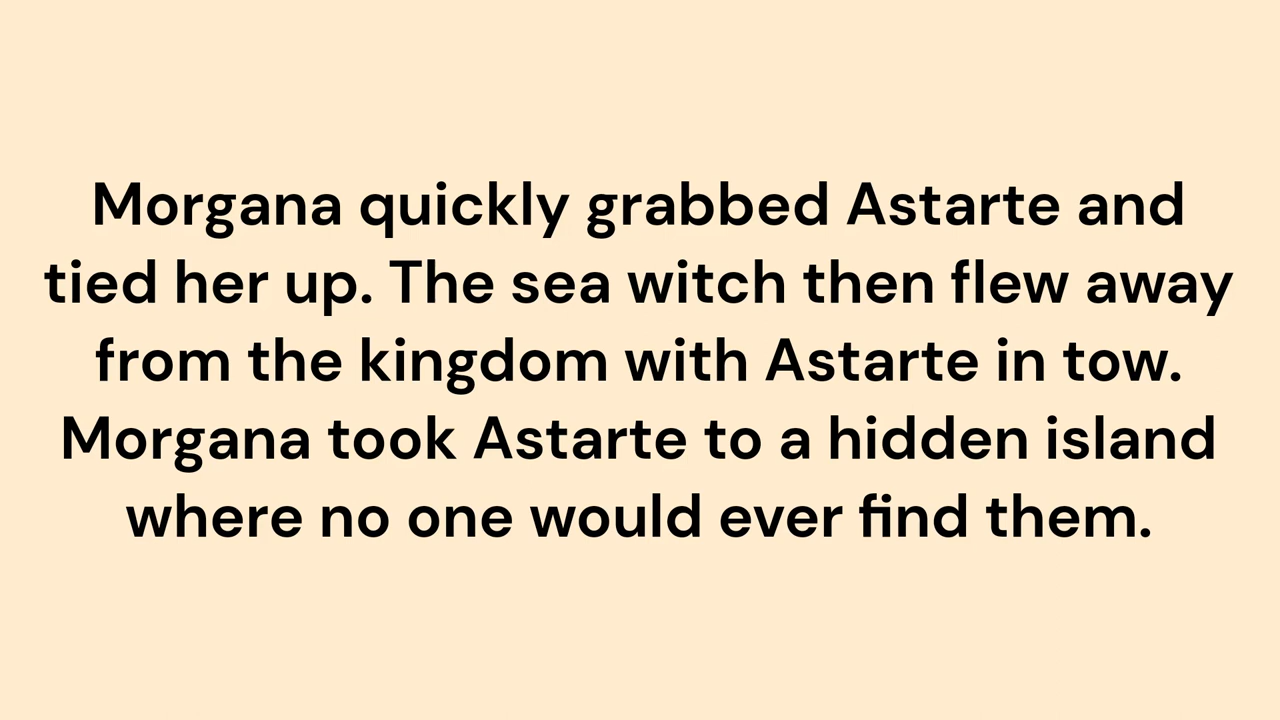 Morgana quickly grabbed Astarte and
tied her up. The sea witch then flew away
from the kingdom with Astarte in tow.
Morgana took Astarte to a hidden island
where no one would ever find them.